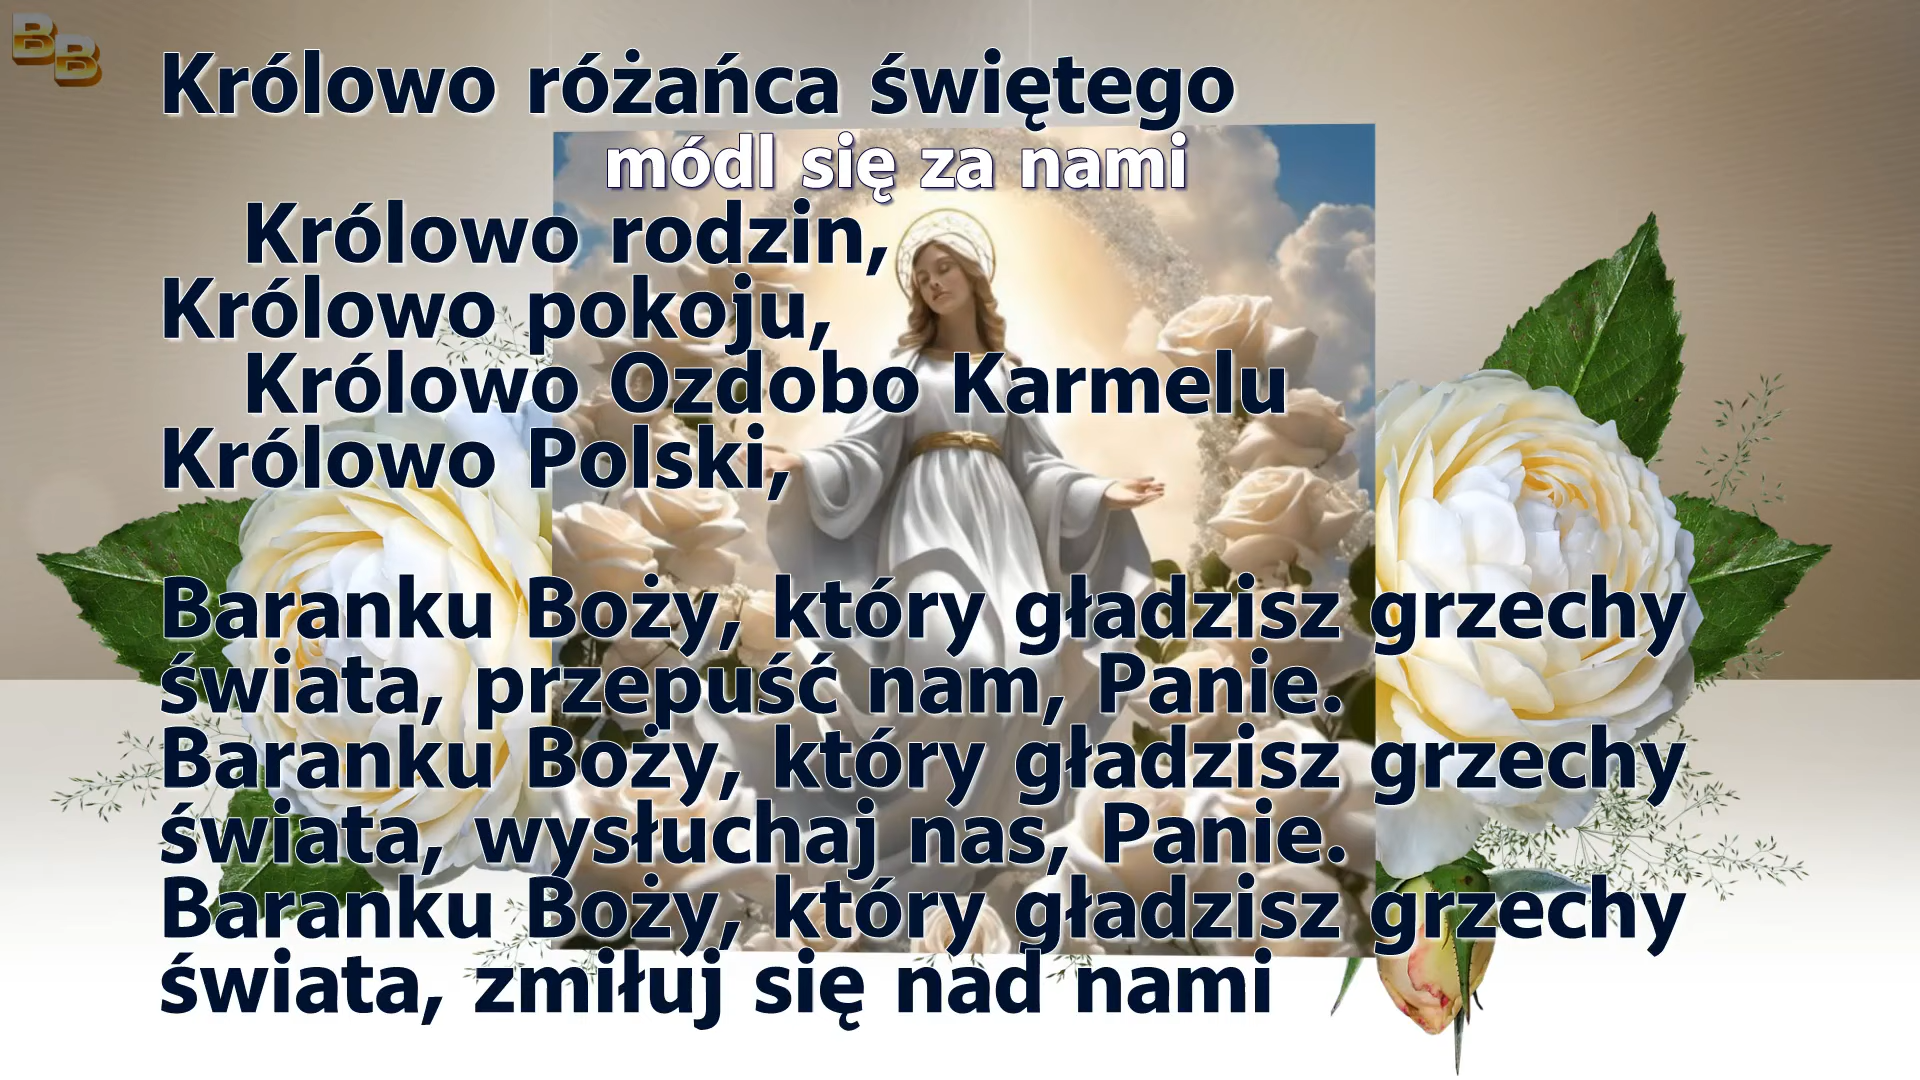 BB
Królowo różańca świętego
módl się za nami
Królowo rodzin,
Królowo pokoju,
Królowo Ozdobo Karmelu
Królowo Polski,
Baranku Boży, który gładzisz grzechy
świata, przepuść nam, Panie.
Baranku Boży, który gładzisz grzechy
świata, wysłuchaj nas, Panie.
Baranku Boży, który gładzisz grzechy
świata, zmiłuj się nad nami